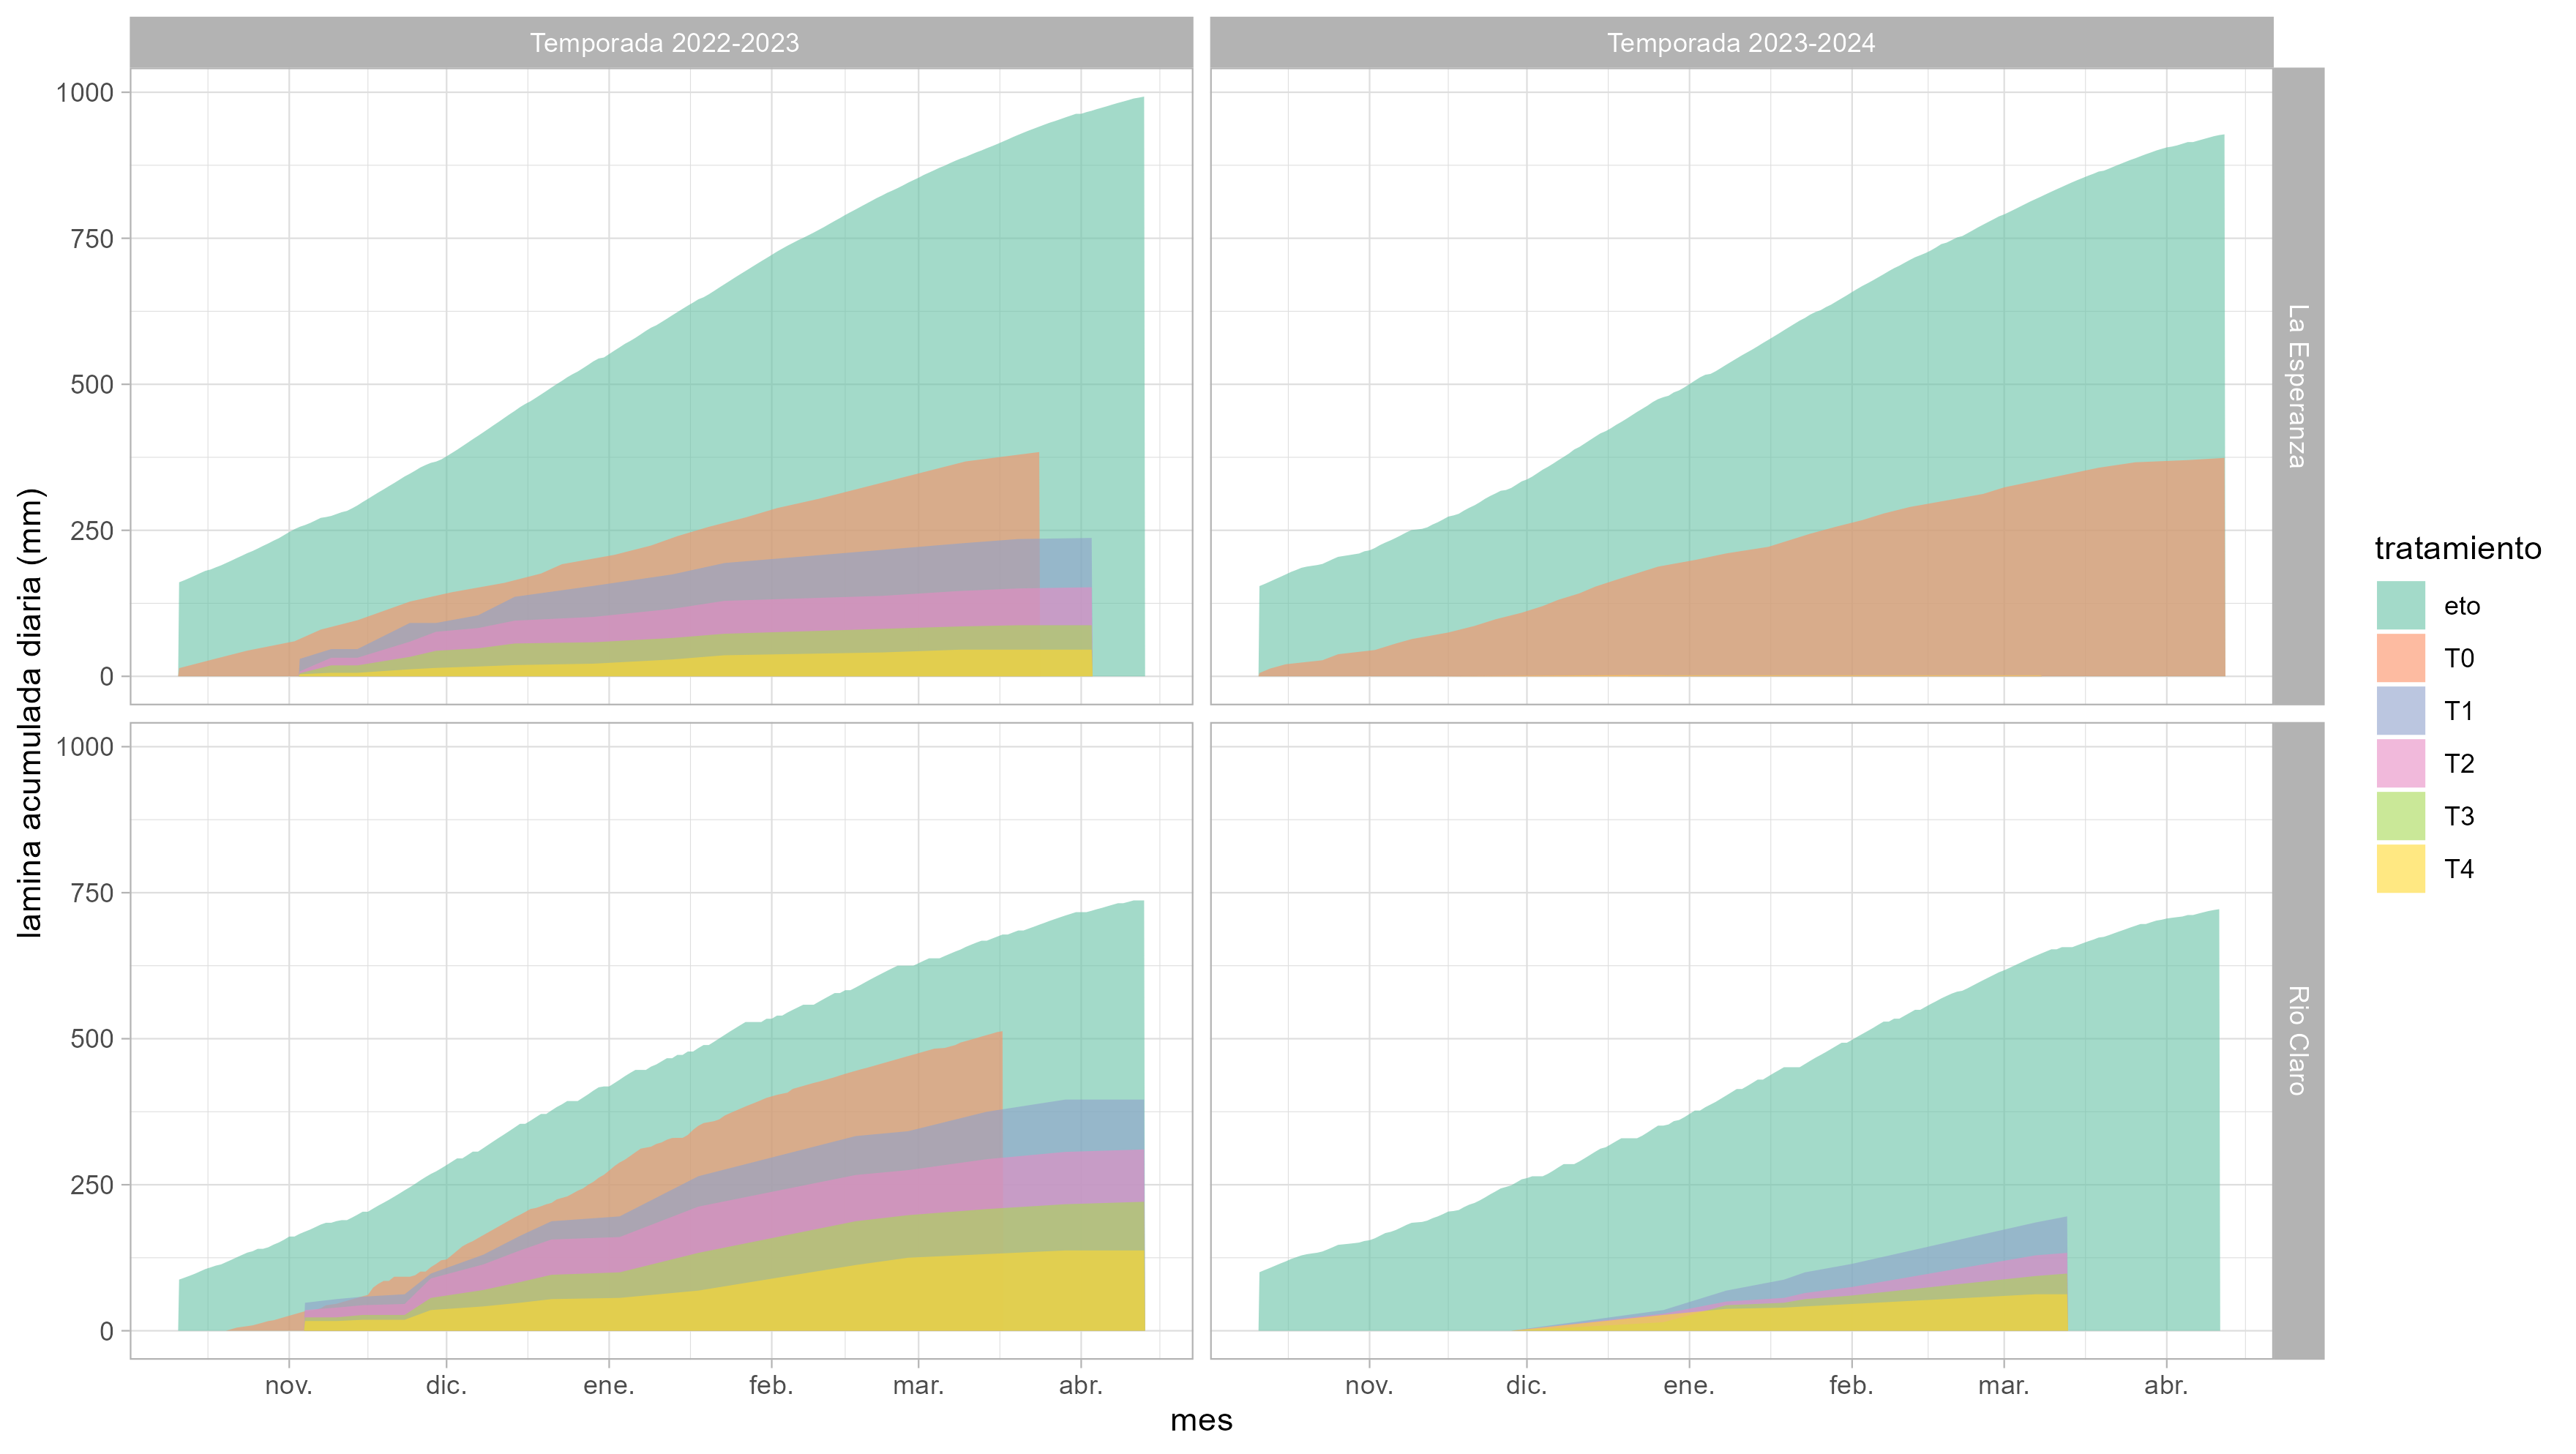 Temporada 2022-2023
Temporada 2023-2024
1000
750
500
250
0
La Esperanza
1000
750
500
250
0
Rio Claro
lamina acumulada diaria (mm)
nov.
dic.
ene.
feb.
mar.
abr.
nov.
dic.
ene.
feb.
mar.
abr.
mes
tratamiento
eto
T0
T1
T2
T3
T4